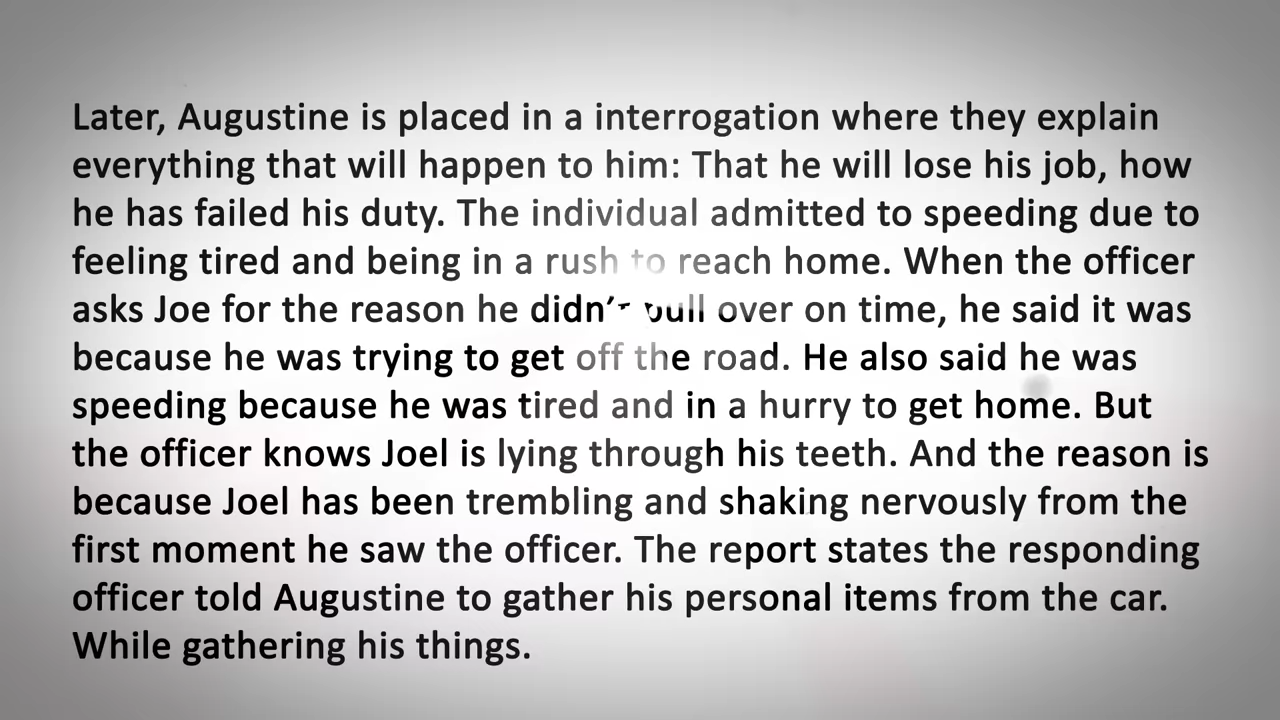 Later, Augustine is placed in a interrogation where they explain
everything that will happen to him: That he will lose his job, how
he has failed his duty. The individual admitted to speeding due to
feeling tired and being in a rush to reach home. When the officer
asks Joe for the reason he didn't pull over on time, he said it was
because he was trying to get off the road. He also said he was
speeding because he was tired and in a hurry to get home. But
the officer knows Joel is lying through his teeth. And the reason is
because Joel has been trembling and shaking nervously from the
first moment he saw the officer. The report states the responding
officer told Augustine to gather his personal items from the car.
While gathering his things.